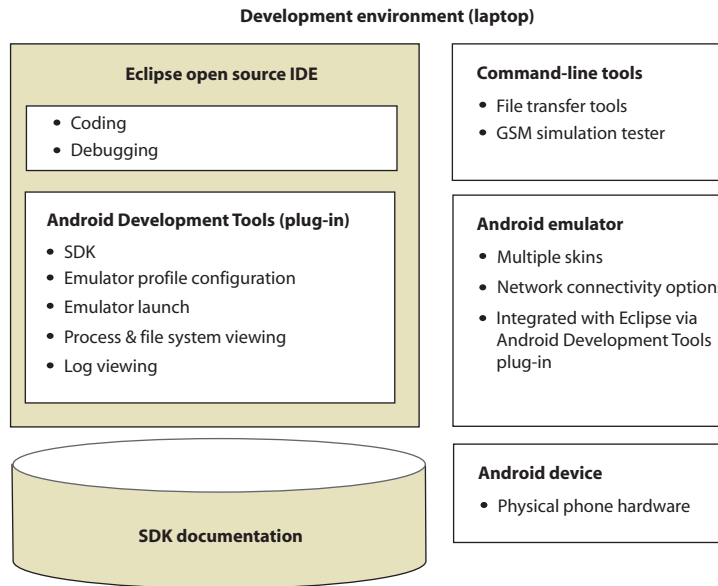 Development environment (laptop)
Eclipse open source IDE
• Coding
• Debugging
Android Development Tools (plug-in)
• SDK
• Emulator profile configuration
• Emulator launch
• Process & file system viewing
• Log viewing
SDK documentation
Command-line tools
• File transfer tools
• GSM simulation tester
Android emulator
• Multiple skins
• Network connectivity options
• Integrated with Eclipse via
Android Development Tools
plug-in
Android device
• Physical phone hardware